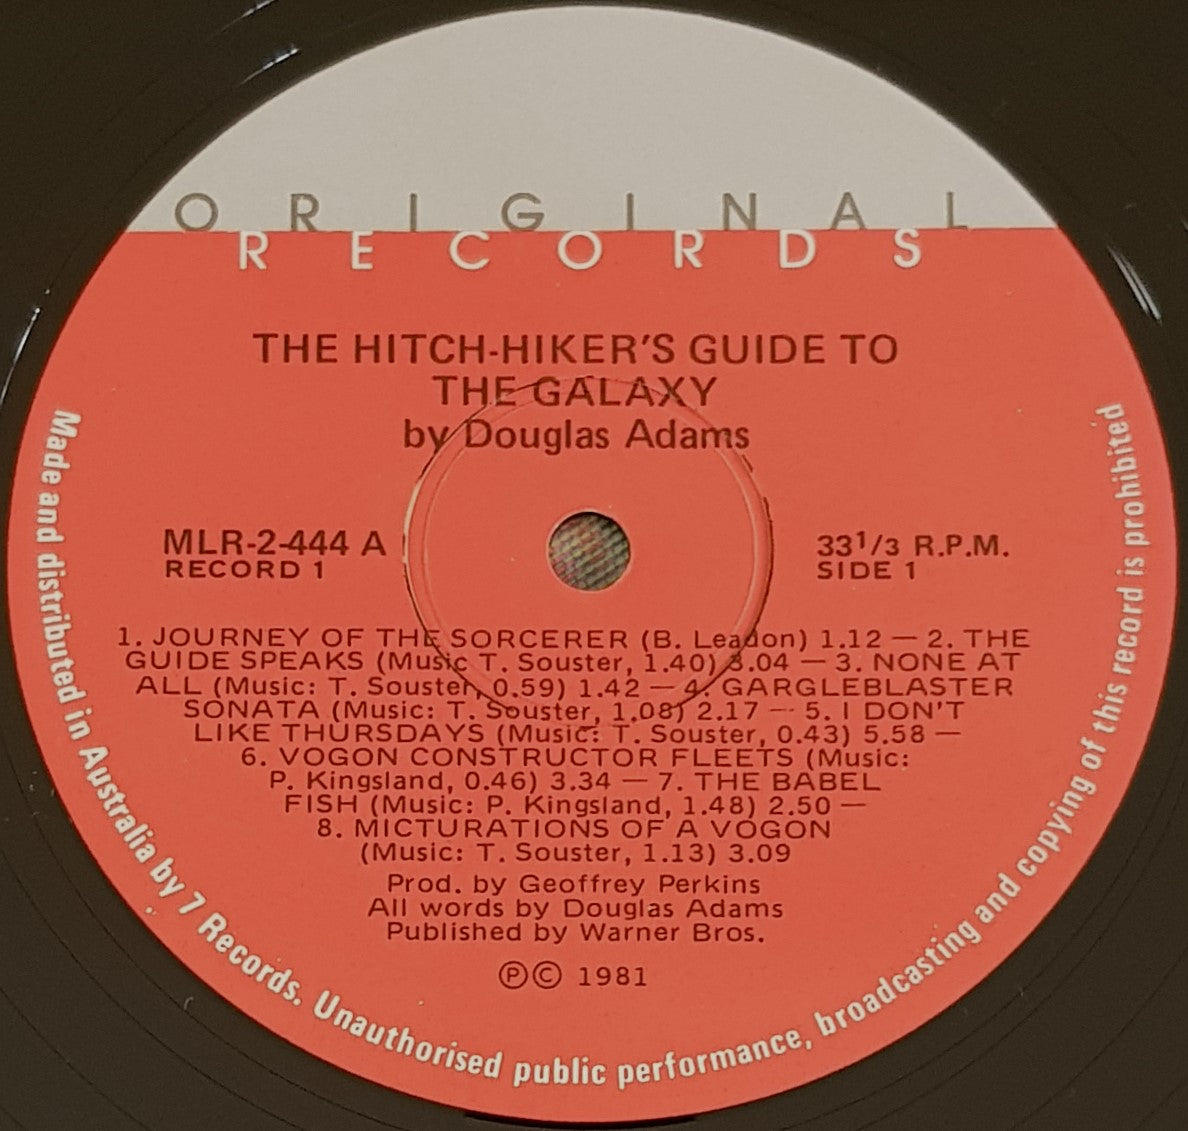 ORIGINAL
RECORDS
THE HITCH-HIKER'S GUIDE TO
THE GALAXY
by Douglas Adams
MLR-2-444 A
RECORD 1
33 1/3 R.P.M.
SIDE 1
1. JOURNEY OF THE SORCERER (B. Leadon) 1.12 — 2. THE
GUIDE SPEAKS (Music T. Souster, 1.40) 3.04 — 3. NONE AT
ALL (Music: T. Souster, 0.59) 1.42 — 4. GARGLEBLASTER
SONATA (Music: T. Souster, 1.08) 2.17 — 5. I DON'T
LIKE THURSDAYS (Music: T. Souster, 0.43) 5.58 —
6. VOGON CONSTRUCTOR FLEETS (Music:
P. Kingsland, 0.46) 3.34 — 7. THE BABEL
FISH (Music: P. Kingsland, 1.48) 2.50 —
8. MICTURATIONS OF A VOGON
(Music: T. Souster, 1.13) 3.09
Prod. by Geoffrey Perkins
All words by Douglas Adams
Published by Warner Bros.
℗© 1981
Made and distributed in Australia by 7 Records. Unauthorised public performance, broadcasting and copying of this record is prohibited